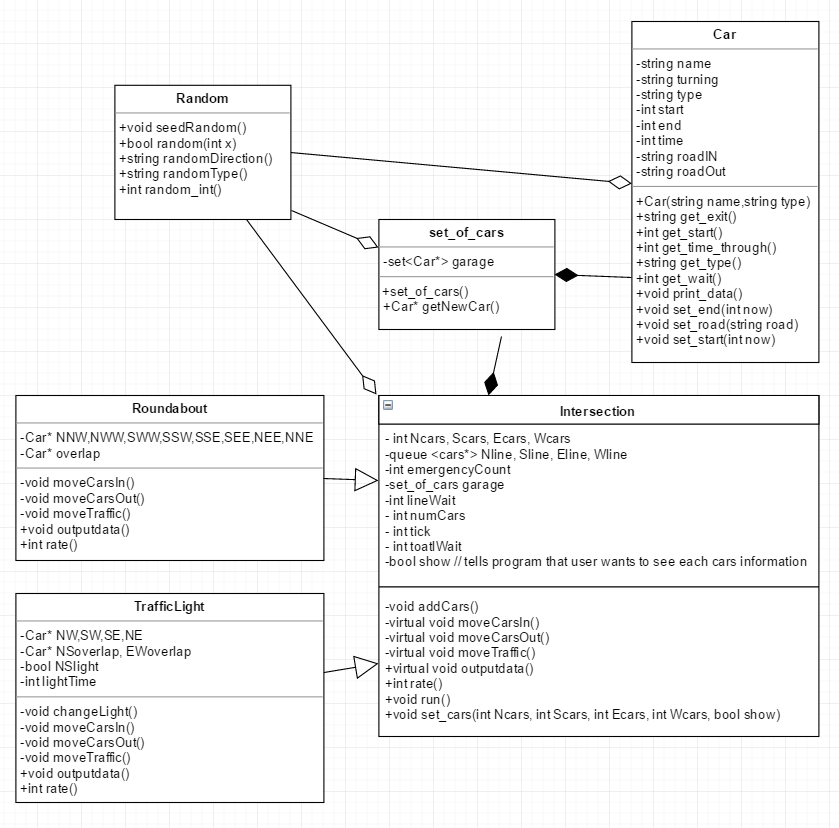 Car
-string name
-string turning
-string type
-int start
-int end
-int time
-string roadIN
-string roadOut
+Car(string name,string type)
+string get_exit()
+int get_start()
+int get_time_through()
+string get_type()
+int get_wait()
+void print_data()
+void set_end(int now)
+void set_road(string road)
+void set_start(int now)
Random
+void seedRandom()
+bool random(int x)
+string randomDirection()
+string randomType()
+int random_int()
set_of_cars
-set<Car*> garage
+set_of_cars()
+Car* getNewCar()
Roundabout
-Car* NNW,NWW,SWW,SSW,SSE,SEE,NEE,NNE
-Car* overlap
-void moveCarsIn()
-void moveCarsOut()
-void moveTraffic()
+void outputdata()
+int rate()
Intersection
- int Ncars, Scars, Ecars, Wcars
-queue <cars*> Nline, Sline, Eline, Wline
-int emergencyCount
-set_of_cars garage
-int lineWait
- int numCars
- int tick
- int toatlWait
-bool show // tells program that user wants to see each cars information
-void addCars()
-virtual void moveCarsIn()
-virtual void moveCarsOut()
-virtual void moveTraffic()
+virtual void outputdata()
+int rate()
+void run()
+void set_cars(int Ncars, int Scars, int Ecars, int Wcars, bool show)
TrafficLight
-Car* NW,SW,SE,NE
-Car* NSoverlap, EWoverlap
-bool NSlight
-int lightTime
-void changeLight()
-void moveCarsIn()
-void moveCarsOut()
-void moveTraffic()
+void outputdata()
+int rate()